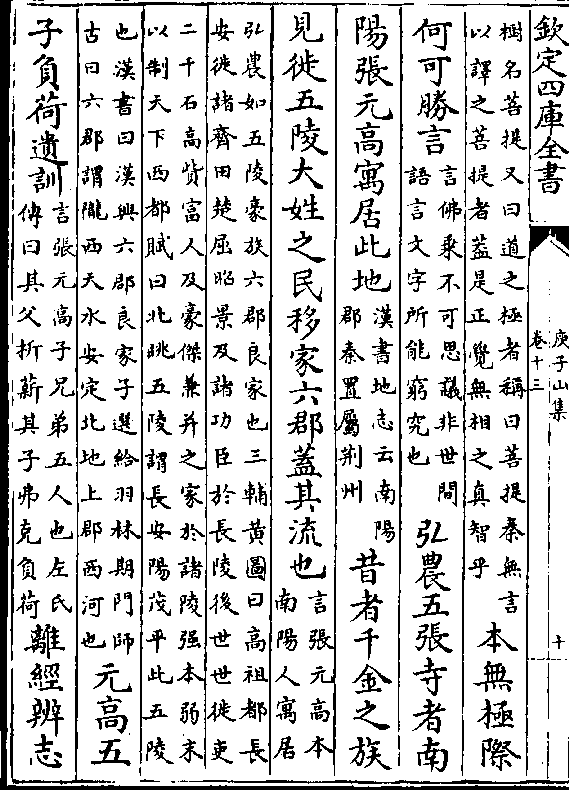 欽定四庫全書
庾子山集
卷十三
十
樹名菩提又曰道之極者稱曰菩提秦無言
以譯之菩提者蓋是正覺無相之真智乎
本無極際
何可勝言
言佛乘不可思議非世間
語言文字所能窮究也
弘農五張寺者南
陽張元高寓居此地
漢書地志云南陽
郡秦置屬荆州
昔者千金之族
見徙五陵大姓之民移家六郡蓋其流也
言張元高本
南陽人寓居
弘農如五陵豪族六郡良家也三輔黃圖曰高祖都長
安徙諸齊田楚屈昭景及諸功臣於長陵後世世徙吏
二千石高貲富人及豪傑兼并之家於諸陵强本弱末
以制天下西都賦曰北眺五陵謂長安陽茂平此五陵
也漢書曰漢興六郡良家子選給羽林期門師
古曰六郡謂隴西天水安定北地上郡西河也
元高五
子負荷遺訓
言張元高子兄弟五人也左氏
傳曰其父析薪其子弗克負荷
離經辨志